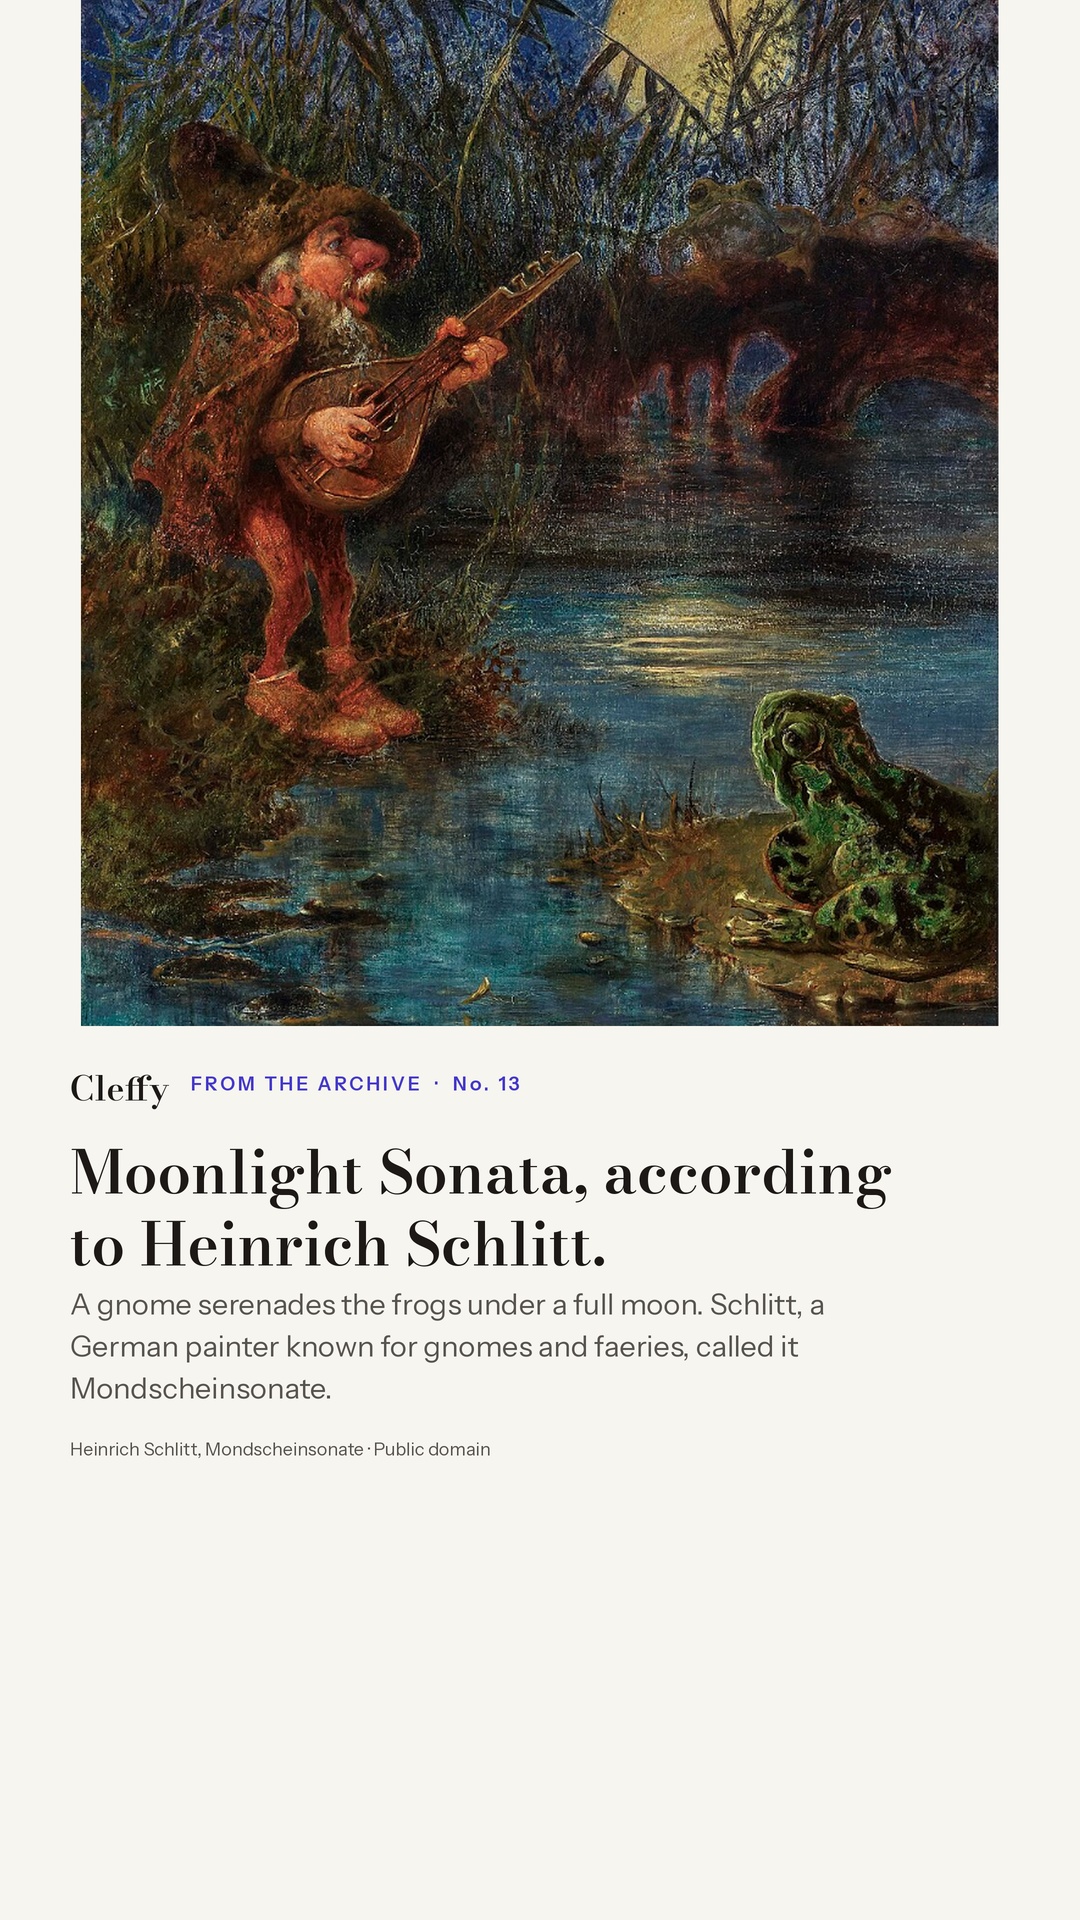 Cleffy FROM THE ARCHIVE · No. 13
Moonlight Sonata, according
to Heinrich Schlitt.
A gnome serenades the frogs under a full moon. Schlitt, a
German painter known for gnomes and faeries, called it
Mondscheinsonate.
Heinrich Schlitt, Mondscheinsonate · Public domain